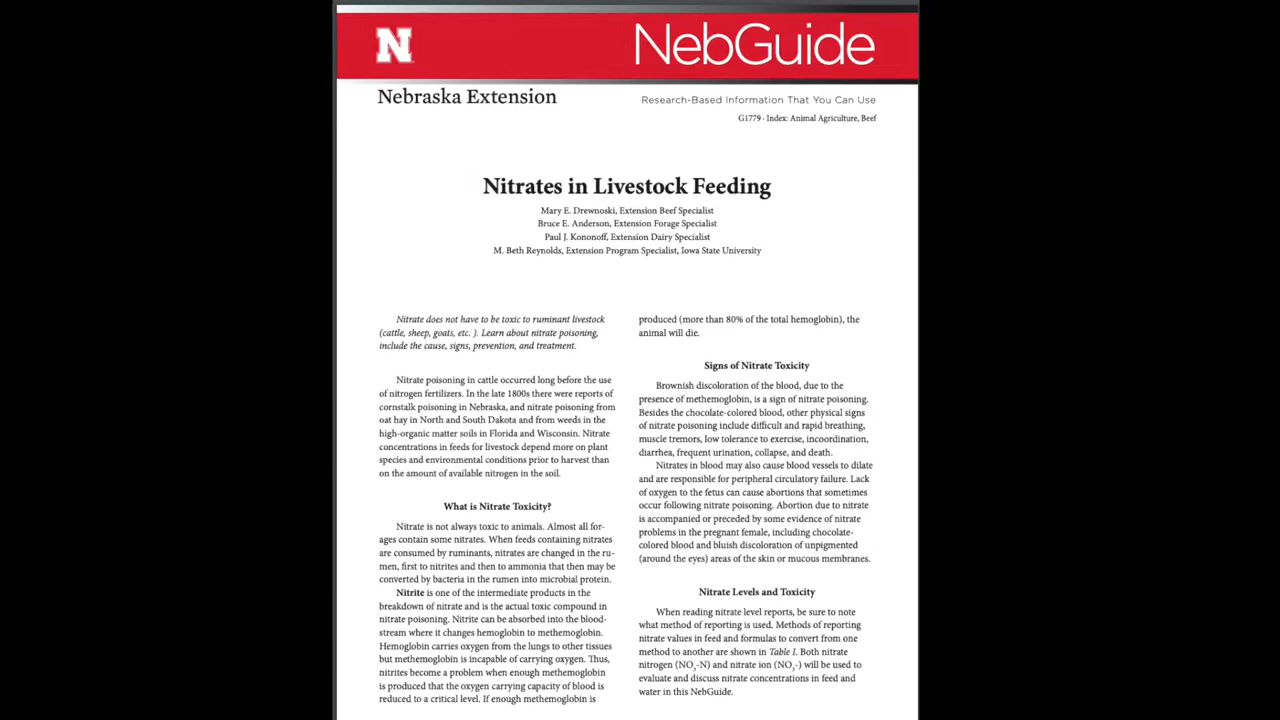 N
NebGuide
Nebraska Extension
Research-Based Information That You Can Use
G1779 · Index: Animal Agriculture, Beef
Nitrates in Livestock Feeding
Mary E. Drewnoski, Extension Beef Specialist
Bruce E. Anderson, Extension Forage Specialist
Paul J. Kononoff, Extension Dairy Specialist
M. Beth Reynolds, Extension Program Specialist, Iowa State University
Nitrate does not have to be toxic to ruminant livestock
(cattle, sheep, goats, etc. ). Learn about nitrate poisoning,
include the cause, signs, prevention, and treatment.
Nitrate poisoning in cattle occurred long before the use
of nitrogen fertilizers. In the late 1800s there were reports of
cornstalk poisoning in Nebraska, and nitrate poisoning from
oat hay in North and South Dakota and from weeds in the
high-organic matter soils in Florida and Wisconsin. Nitrate
concentrations in feeds for livestock depend more on plant
species and environmental conditions prior to harvest than
on the amount of available nitrogen in the soil.
What is Nitrate Toxicity?
Nitrate is not always toxic to animals. Almost all for-
ages contain some nitrates. When feeds containing nitrates
are consumed by ruminants, nitrates are changed in the ru-
men, first to nitrites and then to ammonia that then may be
converted by bacteria in the rumen into microbial protein.
Nitrite is one of the intermediate products in the
breakdown of nitrate and is the actual toxic compound in
nitrate poisoning. Nitrite can be absorbed into the blood-
stream where it changes hemoglobin to methemoglobin.
Hemoglobin carries oxygen from the lungs to other tissues
but methemoglobin is incapable of carrying oxygen. Thus,
nitrites become a problem when enough methemoglobin
is produced that the oxygen carrying capacity of blood is
reduced to a critical level. If enough methemoglobin is
produced (more than 80% of the total hemoglobin), the
animal will die.
Signs of Nitrate Toxicity
Brownish discoloration of the blood, due to the
presence of methemoglobin, is a sign of nitrate poisoning.
Besides the chocolate-colored blood, other physical signs
of nitrate poisoning include difficult and rapid breathing,
muscle tremors, low tolerance to exercise, incoordination,
diarrhea, frequent urination, collapse, and death.
Nitrates in blood may also cause blood vessels to dilate
and are responsible for peripheral circulatory failure. Lack
of oxygen to the fetus can cause abortions that sometimes
occur following nitrate poisoning. Abortion due to nitrate
is accompanied or preceded by some evidence of nitrate
problems in the pregnant female, including chocolate-
colored blood and bluish discoloration of unpigmented
(around the eyes) areas of the skin or mucous membranes.
Nitrate Levels and Toxicity
When reading nitrate level reports, be sure to note
what method of reporting is used. Methods of reporting
nitrate values in feed and formulas to convert from one
method to another are shown in Table I. Both nitrate
nitrogen (NO₃-N) and nitrate ion (NO₃-) will be used to
evaluate and discuss nitrate concentrations in feed and
water in this NebGuide.